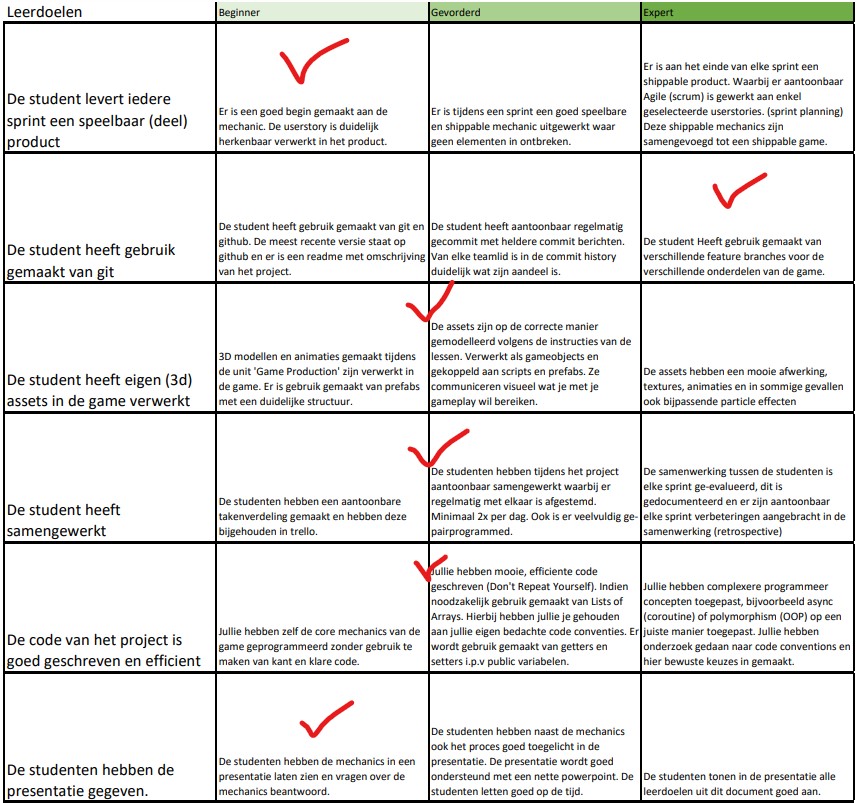 Leerdoelen
Beginner
Gevorderd
Expert
De student levert iedere
sprint een speelbaar (deel)
product
Er is een goed begin gemaakt aan de
mechanic. De userstory is duidelijk
herkenbaar verwerkt in het product.
Er is tijdens een sprint een goed speelbare
en shippable mechanic uitgewerkt waar
geen elementen in ontbreken.
Er is aan het einde van elke sprint een
shippable product. Waarbij er aantoonbaar
Agile (scrum) is gewerkt aan enkel
geselecteerde userstories. (sprint planning)
Deze shippable mechanics zijn
samengevoegd tot een shippable game.
De student heeft gebruik
gemaakt van git
De student heeft gebruik gemaakt van git en
github. De meest recente versie staat op
github en er is een readme met omschrijving
van het project.
De student heeft aantoonbaar regelmatig
gecommit met heldere commit berichten.
Van elke teamlid is in de commit history
duidelijk wat zijn aandeel is.
De student Heeft gebruik gemaakt van
verschillende feature branches voor de
verschillende onderdelen van de game.
De student heeft eigen (3d)
assets in de game verwerkt
3D modellen en animaties gemaakt tijdens
de unit 'Game Production' zijn verwerkt in
de game. Er is gebruik gemaakt van prefabs
met een duidelijke structuur.
De assets zijn op de correcte manier
gemodelleerd volgens de instructies van de
lessen. Verwerkt als gameobjects en
gekoppeld aan scripts en prefabs. Ze
communiceren visueel wat je met je
gameplay wil bereiken.
De assets hebben een mooie afwerking,
textures, animaties en in sommige gevallen
ook bijpassende particle effecten
De student heeft
samengewerkt
De studenten hebben een aantoonbare
takenverdeling gemaakt en hebben deze
bijgehouden in trello.
De studenten hebben tijdens het project
aantoonbaar samengewerkt waarbij er
regelmatig met elkaar is afgestemd.
Minimaal 2x per dag. Ook is er veelvuldig ge-
pairprogrammed.
De samenwerking tussen de studenten is
elke sprint ge-evalueerd, dit is
gedocumenteerd en er zijn aantoonbaar
elke sprint verbeteringen aangebracht in de
samenwerking (retrospective)
De code van het project is
goed geschreven en efficient
Jullie hebben zelf de core mechanics van de
game geprogrammeerd zonder gebruik te
maken van kant en klare code.
Jullie hebben mooie, efficiente code
geschreven (Don't Repeat Yourself). Indien
noodzakelijk gebruik gemaakt van Lists of
Arrays. Hierbij hebben jullie je gehouden
aan jullie eigen bedachte code conventies. Er
wordt gebruik gemaakt van getters en
setters i.p.v public variabelen.
Jullie hebben complexere programmeer
concepten toegepast, bijvoorbeeld async
(coroutine) of polymorphism (OOP) op een
juiste manier toegepast. Jullie hebben
onderzoek gedaan naar code conventions en
hier bewuste keuzes in gemaakt.
De studenten hebben de
presentatie gegeven.
De studenten hebben de mechanics in een
presentatie laten zien en vragen over de
mechanics beantwoord.
De studenten hebben naast de mechanics
ook het proces goed toegelicht in de
presentatie. De presentatie wordt goed
ondersteund met een nette powerpoint. De
studenten letten goed op de tijd.
De studenten tonen in de presentatie alle
leerdoelen uit dit document goed aan.